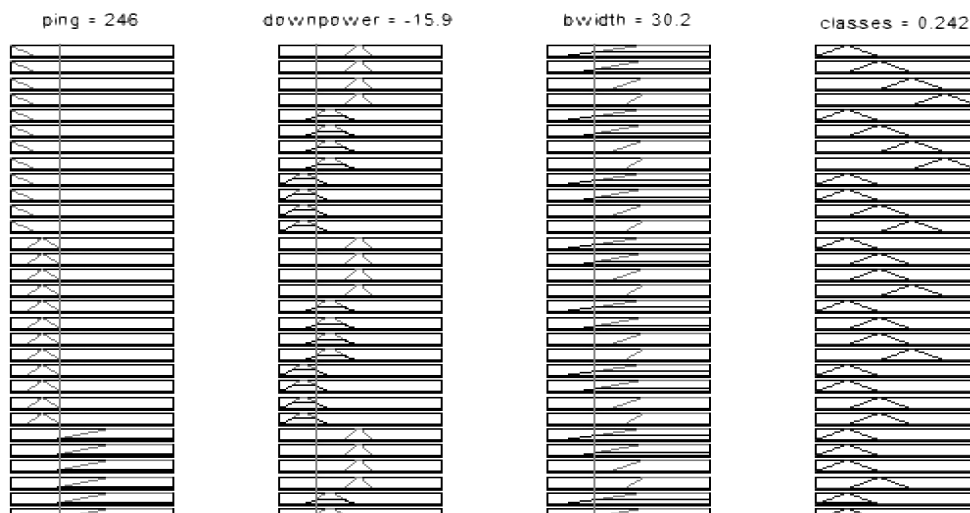 ping = 246
downpower = -15.9
bwidth = 30.2
classes = 0.242